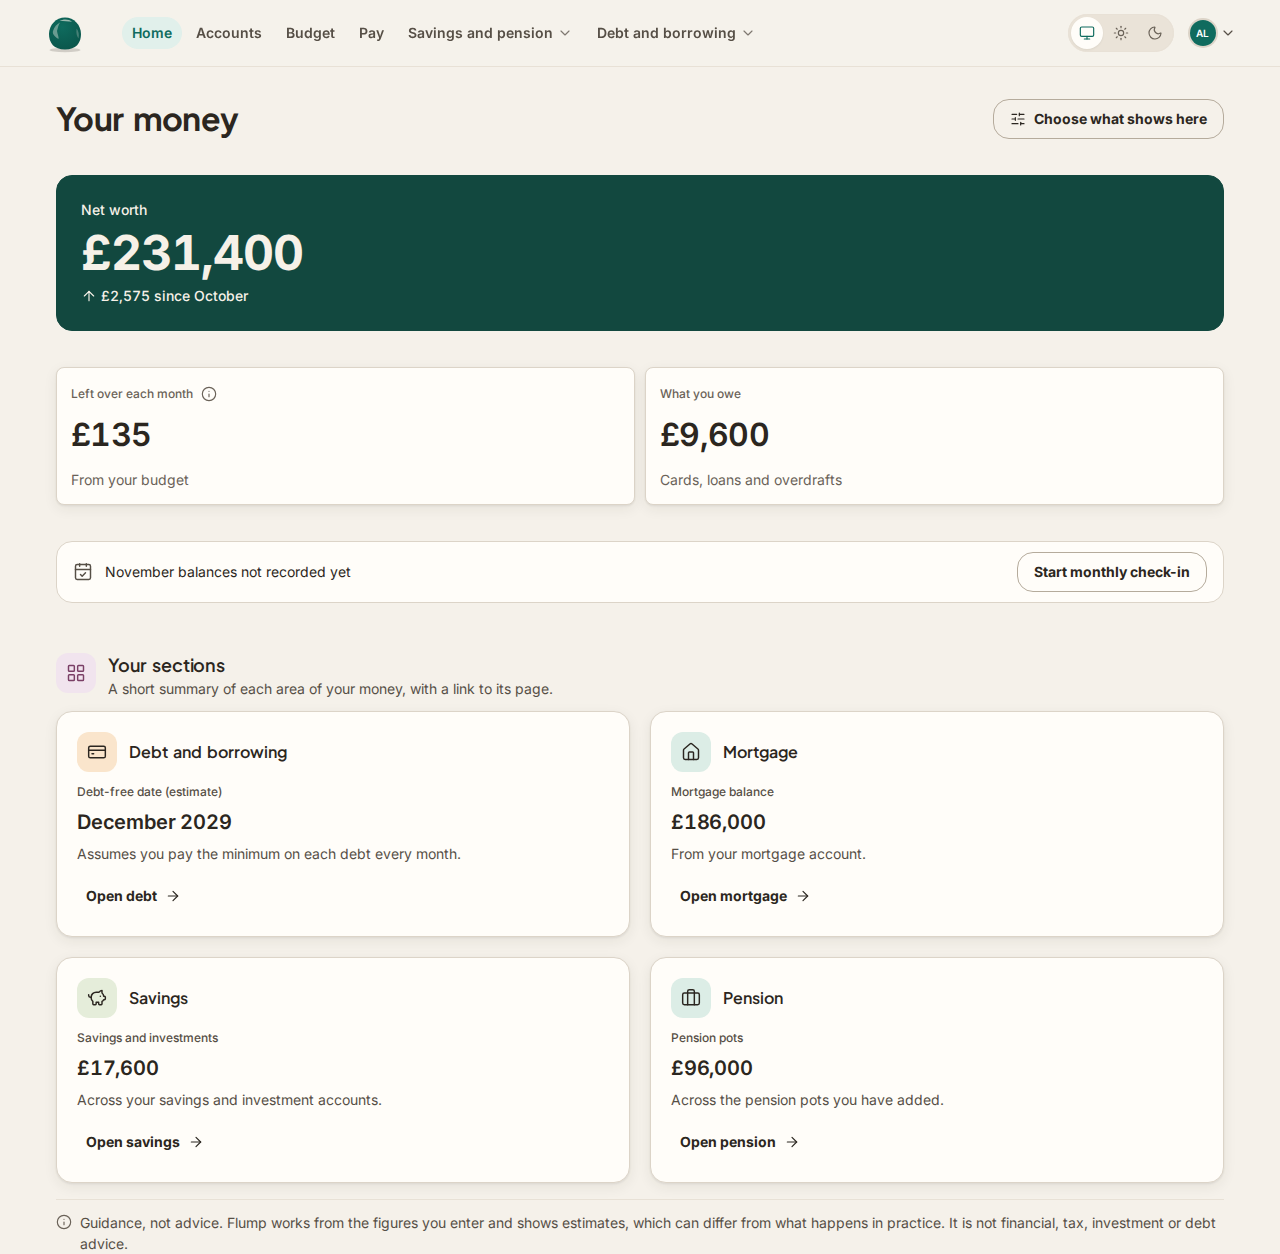 Home
Accounts
Budget
Pay
Savings and pension
Debt and borrowing
AL
Your money
Choose what shows here
Net worth
£231,400
£2,575 since October
Left over each month
£135
From your budget
What you owe
£9,600
Cards, loans and overdrafts
November balances not recorded yet
Start monthly check-in
Your sections
A short summary of each area of your money, with a link to its page.
Debt and borrowing
Debt-free date (estimate)
December 2029
Assumes you pay the minimum on each debt every month.
Open debt
Mortgage
Mortgage balance
£186,000
From your mortgage account.
Open mortgage
Savings
Savings and investments
£17,600
Across your savings and investment accounts.
Open savings
Pension
Pension pots
£96,000
Across the pension pots you have added.
Open pension
Guidance, not advice. Flump works from the figures you enter and shows estimates, which can differ from what happens in practice. It is not financial, tax, investment or debt
advice.